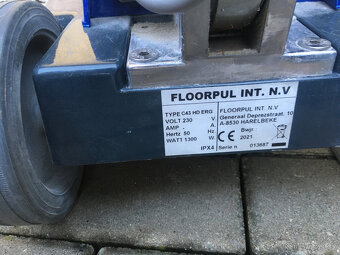 FLOORPUL INT. N.V
TYPE C43 HD ERG
VOLT 230 V
AMP - A
Hertz 50 Hz
WATT 1300 W
IPX4
FLOORPUL INT. N.V
Generaal Deprezstraat, 10
A-8530 HARELBEKE
CE Bwjr.
2021
Serie n 013687